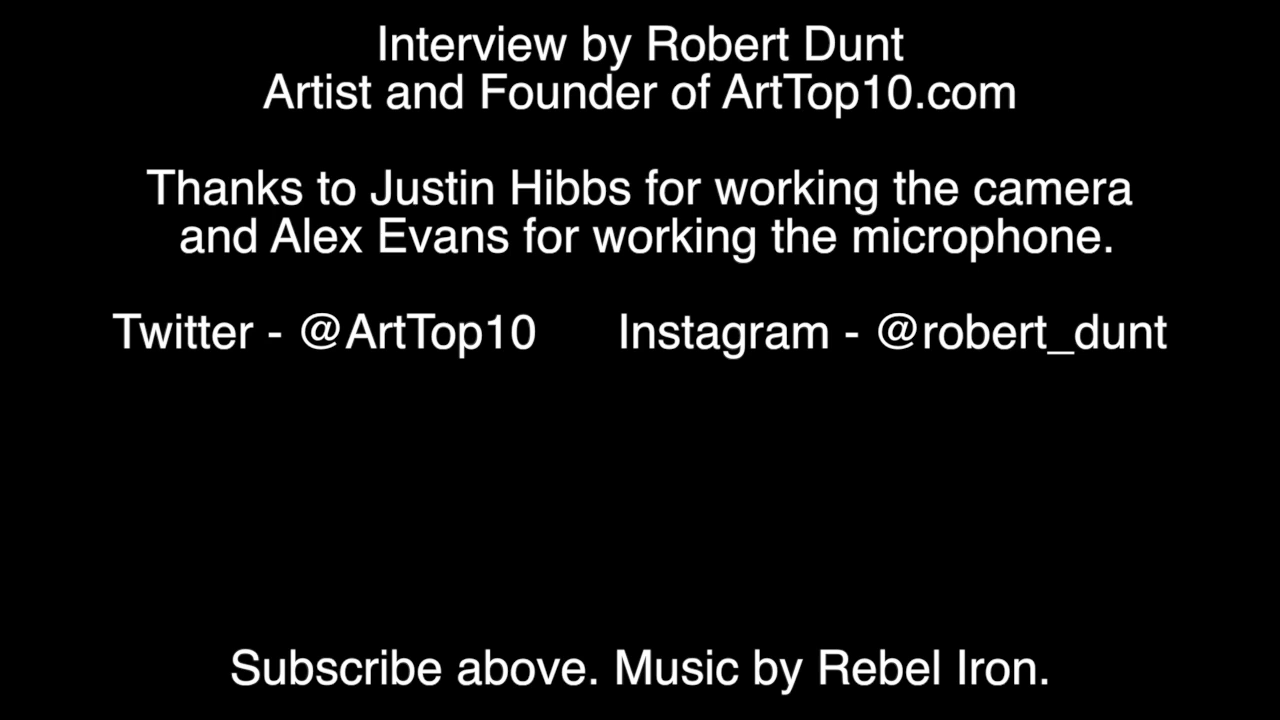 Interview by Robert Dunt
Artist and Founder of ArtTop10.com
Thanks to Justin Hibbs for working the camera
and Alex Evans for working the microphone.
Twitter - @ArtTop10 Instagram - @robert_dunt
Subscribe above. Music by Rebel Iron.